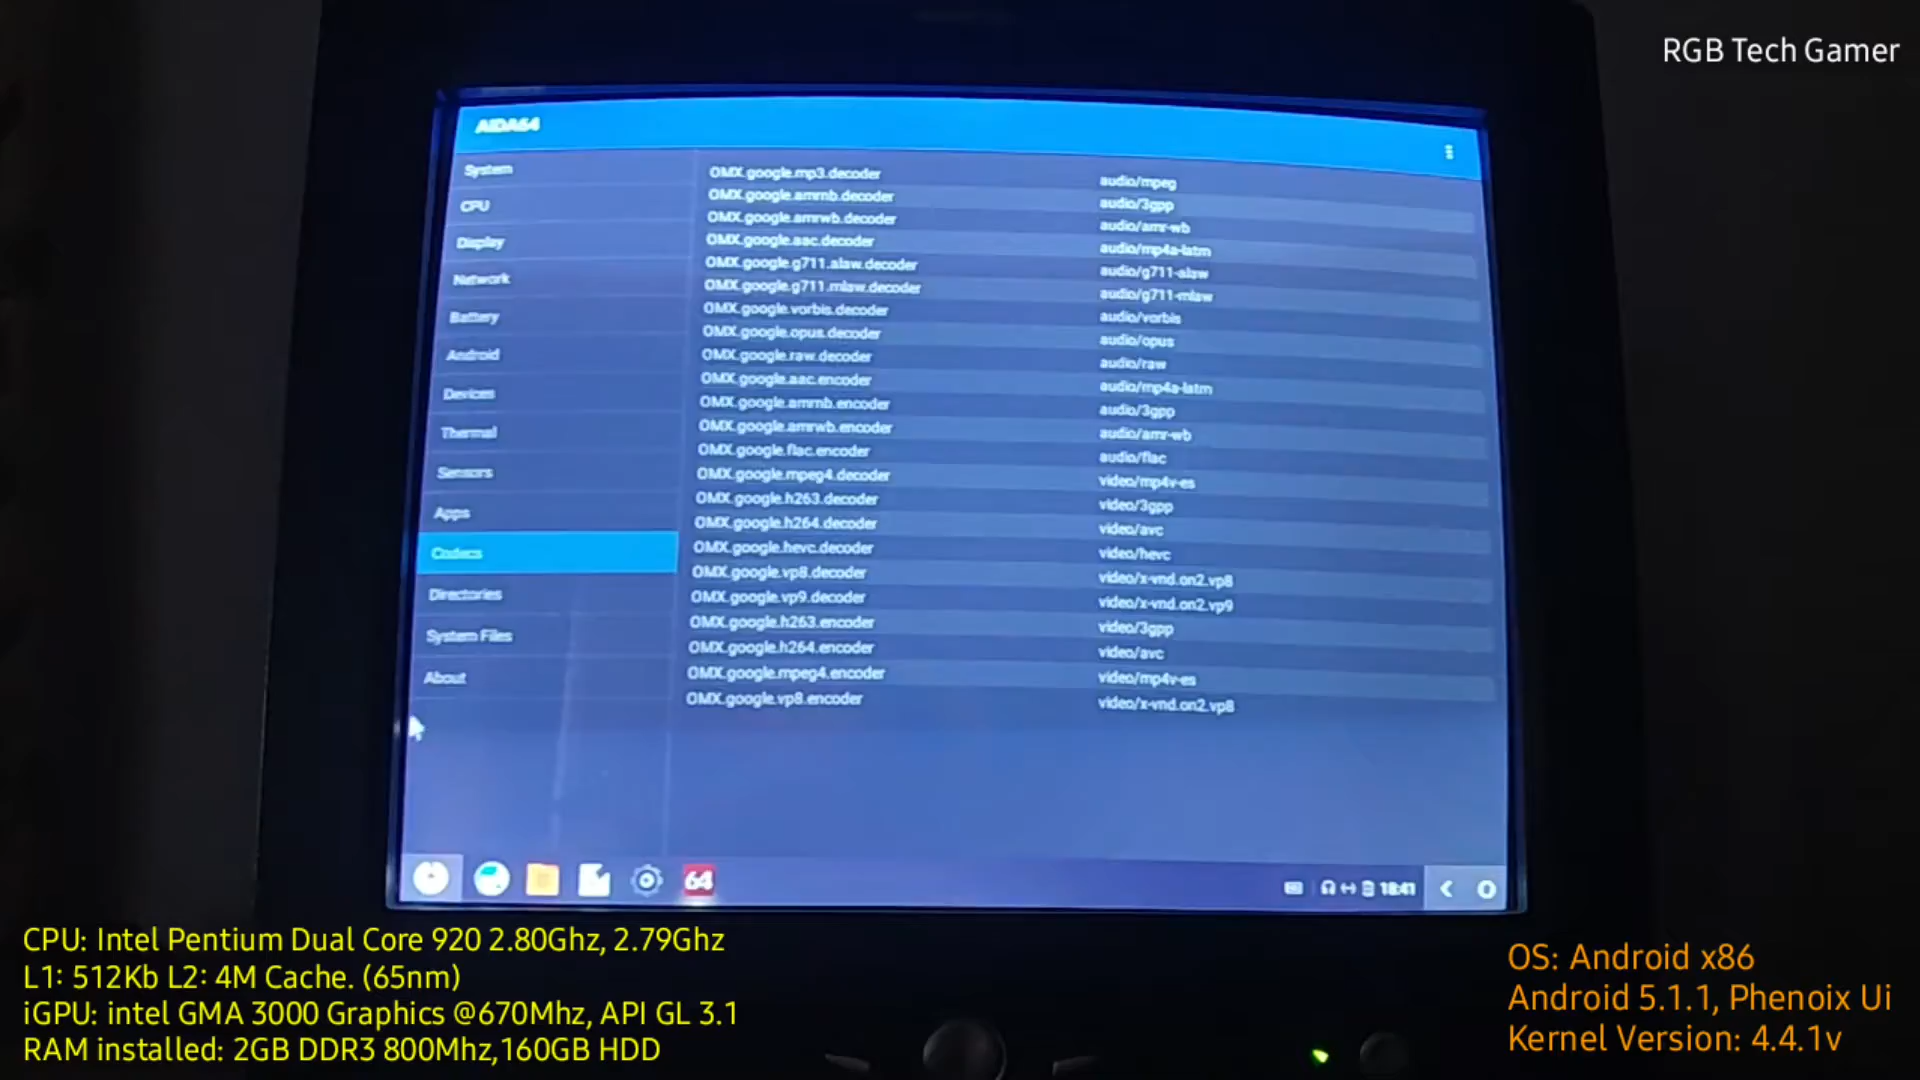 RGB Tech Gamer
AIDA64
System
CPU
Display
Network
Battery
Android
Devices
Thermal
Sensors
Apps
Codecs
Directories
System Files
About
OMX.google.mp3.decoder audio/mpeg
OMX.google.amrnb.decoder audio/3gpp
OMX.google.amrwb.decoder audio/amr-wb
OMX.google.aac.decoder audio/mp4a-latm
OMX.google.g711.alaw.decoder audio/g711-alaw
OMX.google.g711.mlaw.decoder audio/g711-mlaw
OMX.google.vorbis.decoder audio/vorbis
OMX.google.opus.decoder audio/opus
OMX.google.raw.decoder audio/raw
OMX.google.aac.encoder audio/mp4a-latm
OMX.google.amrnb.encoder audio/3gpp
OMX.google.amrwb.encoder audio/amr-wb
OMX.google.flac.encoder audio/flac
OMX.google.mpeg4.decoder video/mp4v-es
OMX.google.h263.decoder video/3gpp
OMX.google.h264.decoder video/avc
OMX.google.hevc.decoder video/hevc
OMX.google.vp8.decoder video/x-vnd.on2.vp8
OMX.google.vp9.decoder video/x-vnd.on2.vp9
OMX.google.h263.encoder video/3gpp
OMX.google.h264.encoder video/avc
OMX.google.mpeg4.encoder video/mp4v-es
OMX.google.vp8.encoder video/x-vnd.on2.vp8
64
18:41
CPU: Intel Pentium Dual Core 920 2.80Ghz, 2.79Ghz
L1: 512Kb L2: 4M Cache. (65nm)
iGPU: intel GMA 3000 Graphics @670Mhz, API GL 3.1
RAM installed: 2GB DDR3 800Mhz,160GB HDD
OS: Android x86
Android 5.1.1, Phenoix Ui
Kernel Version: 4.4.1v